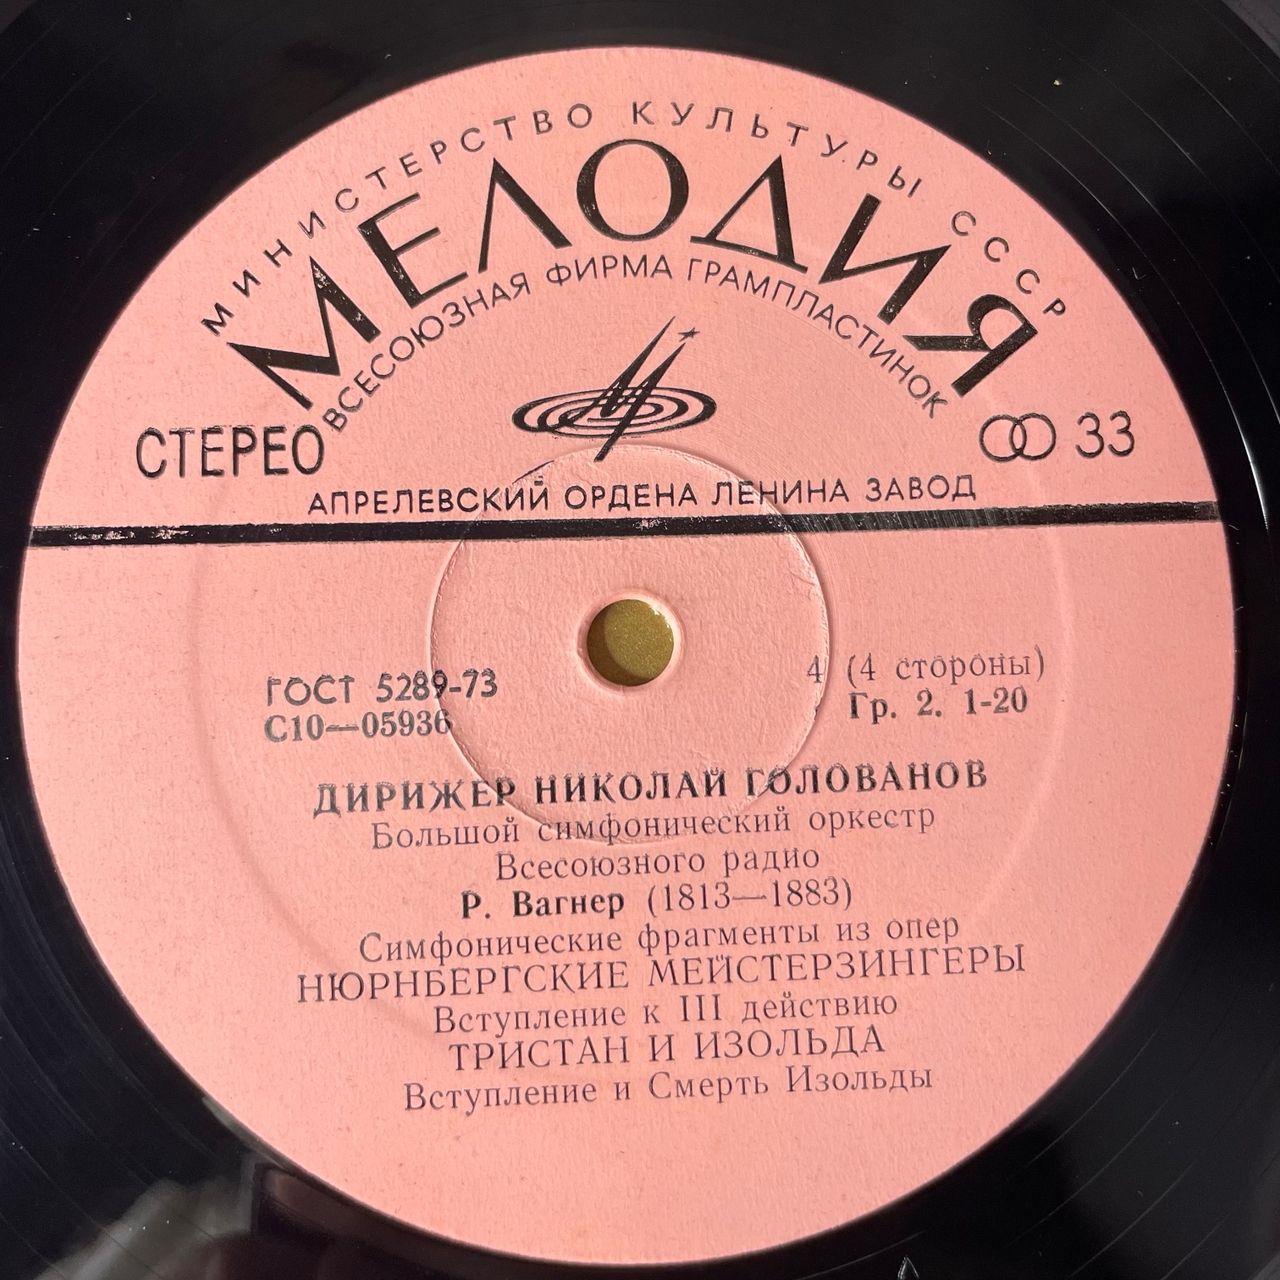 МИНИСТЕРСТВО КУЛЬТУРЫ СССР
МЕЛОДИЯ
ВСЕСОЮЗНАЯ ФИРМА ГРАМПЛАСТИНОК
СТЕРЕО
33
АПРЕЛЕВСКИЙ ОРДЕНА ЛЕНИНА ЗАВОД
ГОСТ 5289-73
С10—05936
4 (4 стороны)
Гр. 2. 1-20
ДИРИЖЕР НИКОЛАЙ ГОЛОВАНОВ
Большой симфонический оркестр
Всесоюзного радио
Р. Вагнер (1813—1883)
Симфонические фрагменты из опер
НЮРНБЕРГСКИЕ МЕЙСТЕРЗИНГЕРЫ
Вступление к III действию
ТРИСТАН И ИЗОЛЬДА
Вступление и Смерть Изольды